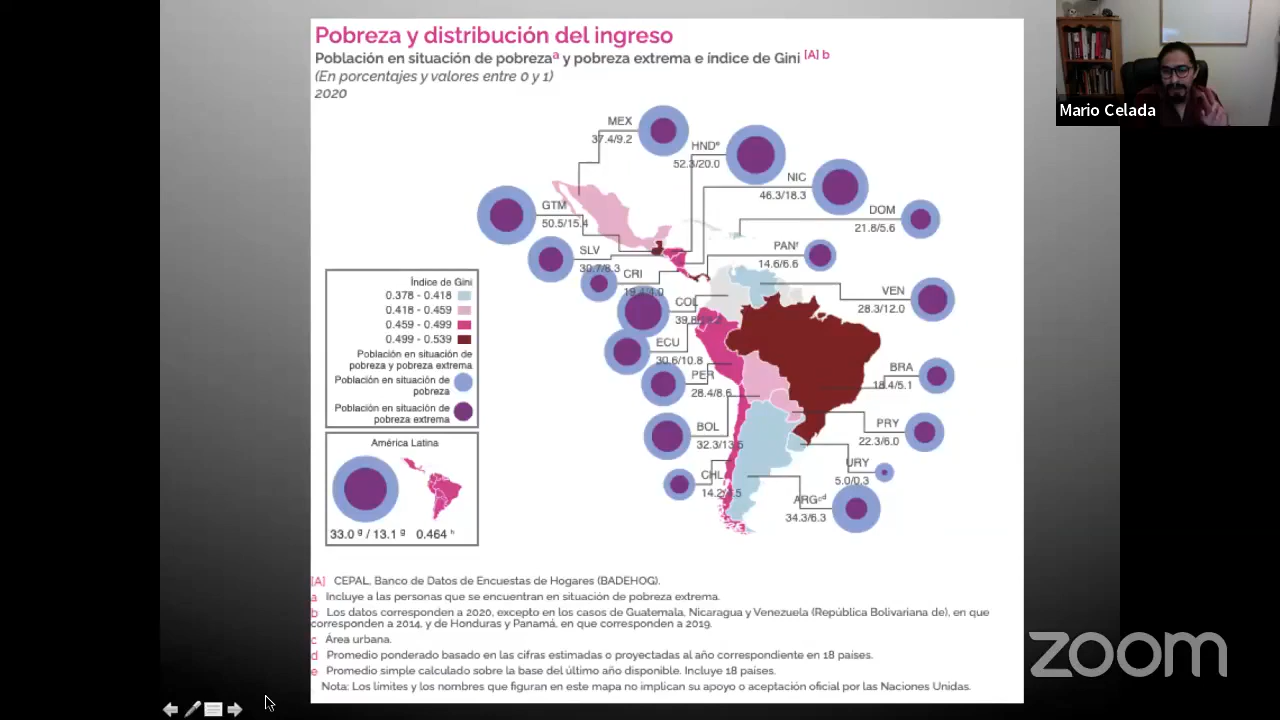 Pobreza y distribución del ingreso
Población en situación de pobrezaª y pobreza extrema e índice de Gini [A] b
(En porcentajes y valores entre 0 y 1)
2020
Mario Celada
MEX
37.4/9.2
HNDe
52.3/20.0
NIC
46.3/18.3
GTM
50.5/15.4
DOM
21.8/5.6
SLV
30.7/8.3
PANf
14.6/6.6
CRI
19.4/4.0
VEN
28.3/12.0
COL
ECU
30.6/10.8
PER
28.4/8.6
BRA
18.4/5.1
BOL
32.3/13.5
PRY
22.3/6.0
CHL
14.2/4.5
URY
5.0/0.3
ARGcd
34.3/6.3
Índice de Gini
0.378 - 0.418
0.418 - 0.459
0.459 - 0.499
0.499 - 0.539
Población en situación de
pobreza y pobreza extrema
Población en situación de
pobreza
Población en situación de
pobreza extrema
América Latina
33.0 g / 13.1 g 0.464 h
[A] CEPAL, Banco de Datos de Encuestas de Hogares (BADEHOG).
a Incluye a las personas que se encuentran en situación de pobreza extrema.
b Los datos corresponden a 2020, excepto en los casos de Guatemala, Nicaragua y Venezuela (República Bolivariana de), en que
corresponden a 2014, y de Honduras y Panamá, en que corresponden a 2019.
c Área urbana.
d Promedio ponderado basado en las cifras estimadas o proyectadas al año correspondiente en 18 países.
e Promedio simple calculado sobre la base del último año disponible. Incluye 18 países.
Nota: Los límites y los nombres que figuran en este mapa no implican su apoyo o aceptación oficial por las Naciones Unidas.
zoom